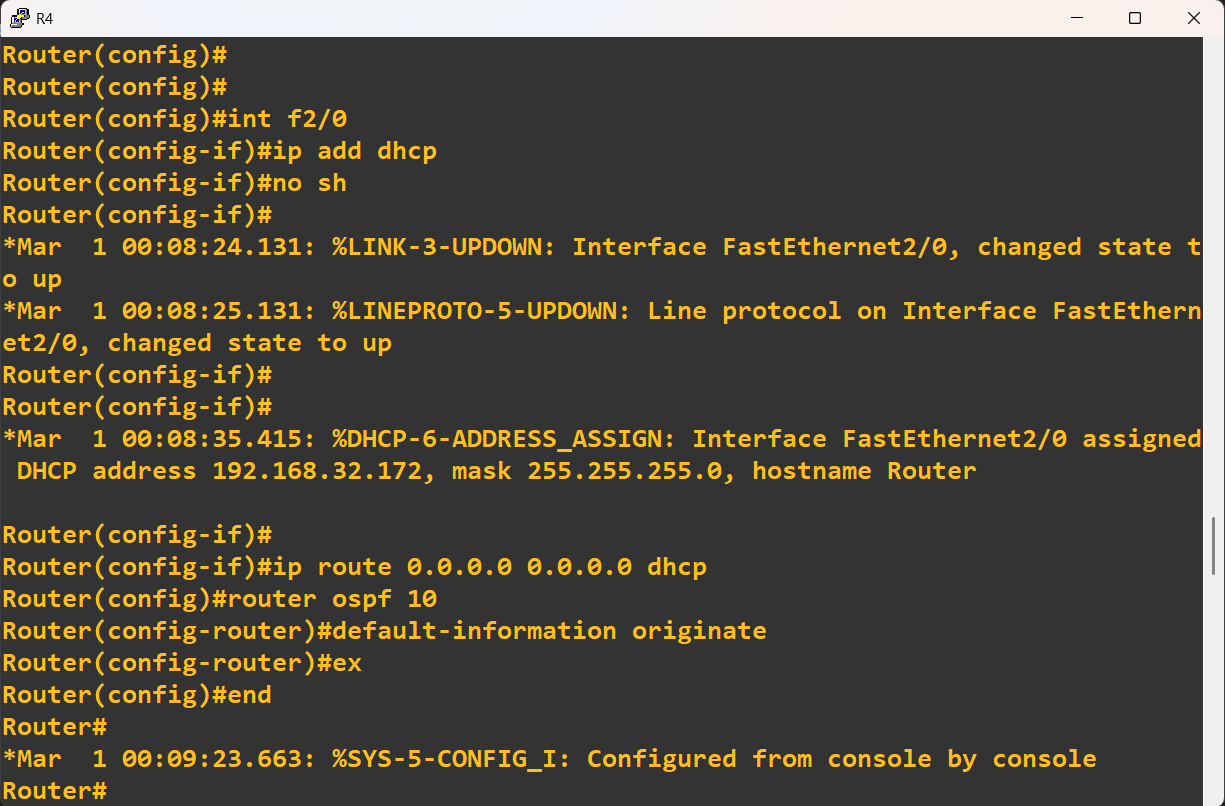 R4
Router(config)#
Router(config)#
Router(config)#int f2/0
Router(config-if)#ip add dhcp
Router(config-if)#no sh
Router(config-if)#
*Mar  1 00:08:24.131: %LINK-3-UPDOWN: Interface FastEthernet2/0, changed state t
o up
*Mar  1 00:08:25.131: %LINEPROTO-5-UPDOWN: Line protocol on Interface FastEthern
et2/0, changed state to up
Router(config-if)#
Router(config-if)#
*Mar  1 00:08:35.415: %DHCP-6-ADDRESS_ASSIGN: Interface FastEthernet2/0 assigned
 DHCP address 192.168.32.172, mask 255.255.255.0, hostname Router
Router(config-if)#
Router(config-if)#ip route 0.0.0.0 0.0.0.0 dhcp
Router(config)#router ospf 10
Router(config-router)#default-information originate
Router(config-router)#ex
Router(config)#end
Router#
*Mar  1 00:09:23.663: %SYS-5-CONFIG_I: Configured from console by console
Router#